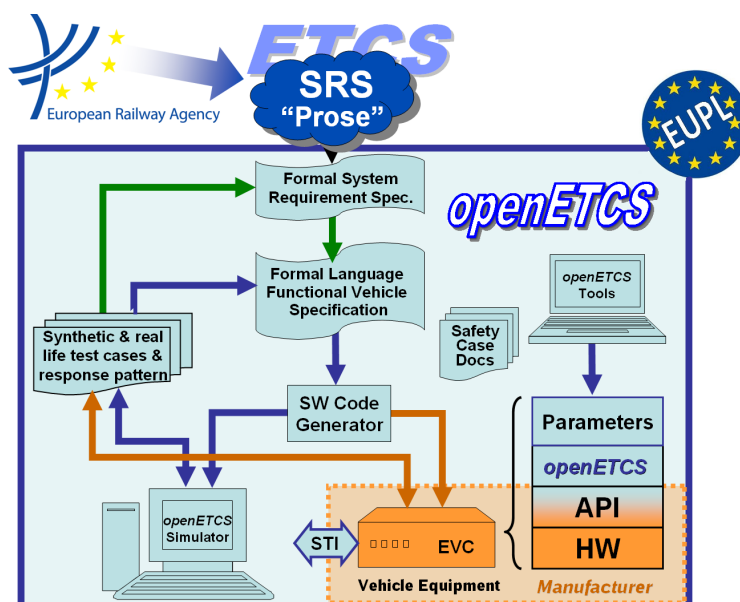 ETCS
SRS
“Prose”
European Railway Agency
EUPL
Formal System
Requirement Spec.
openETCS
Formal Language
Functional Vehicle
Specification
openETCS
Tools
Synthetic & real
life test cases &
response pattern
Safety
Case
Docs
SW Code
Generator
Parameters
openETCS
API
HW
openETCS
Simulator
STI
EVC
Vehicle Equipment
Manufacturer